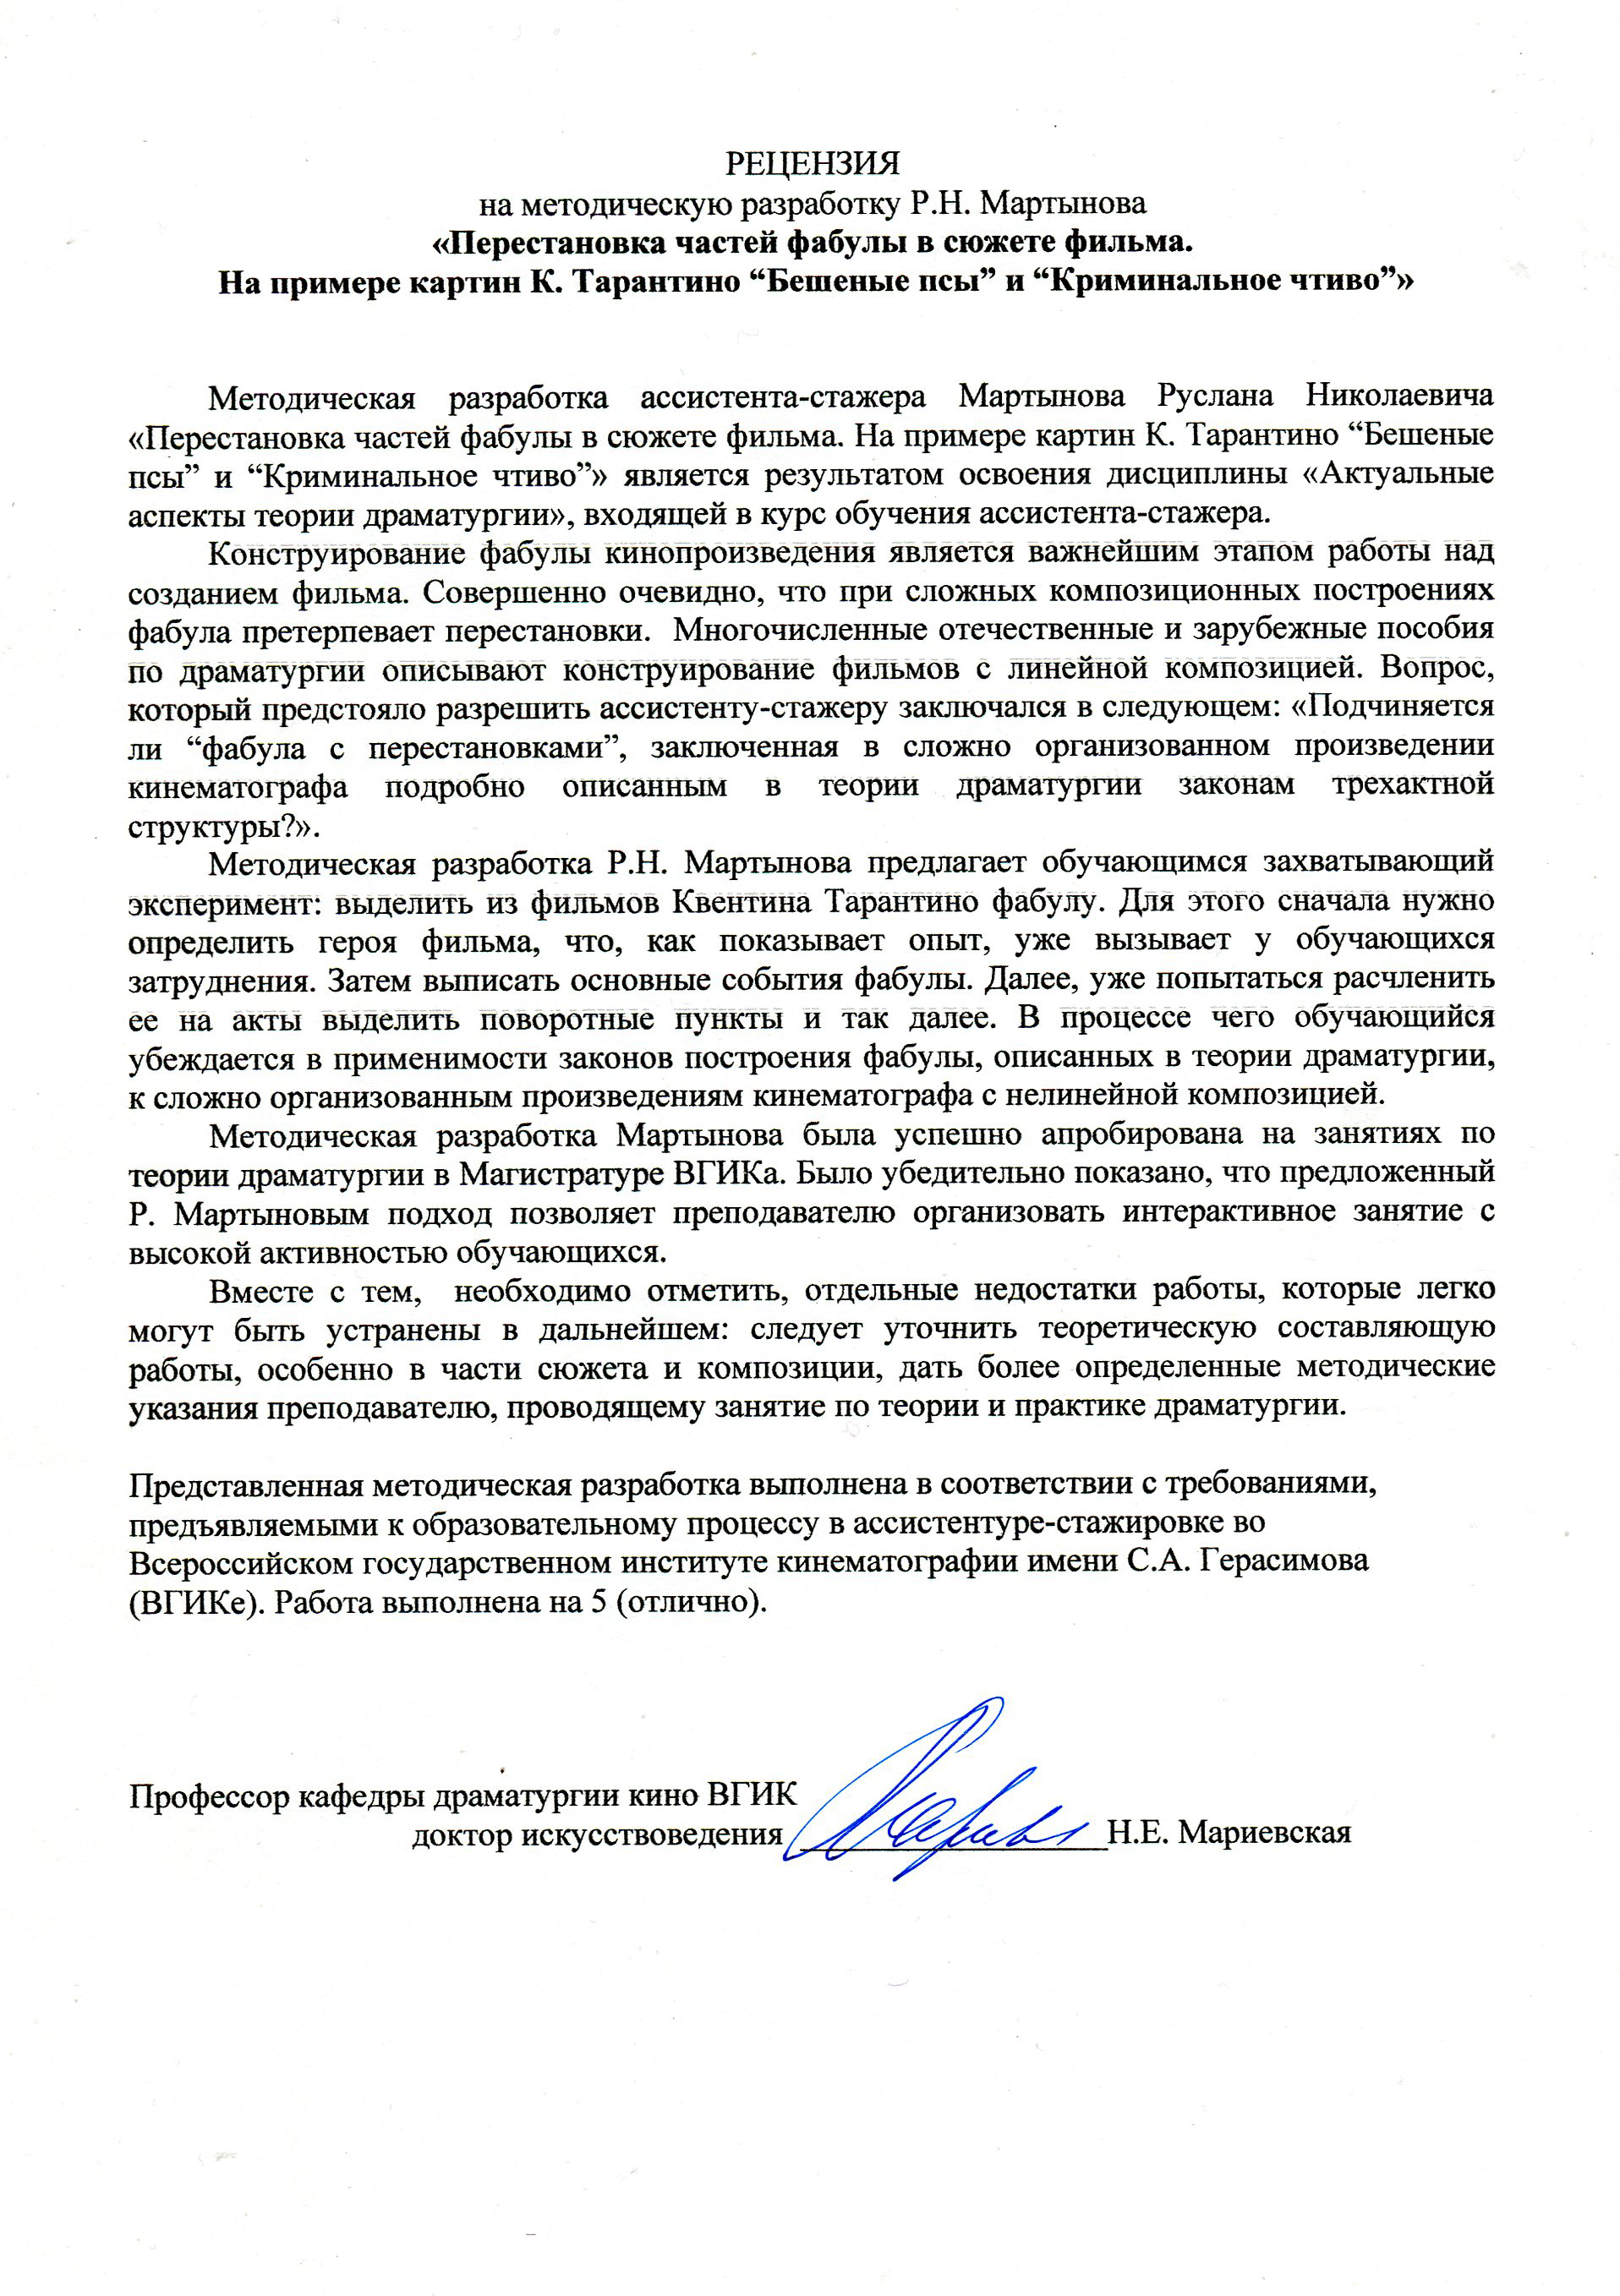 РЕЦЕНЗИЯ
на методическую разработку Р.Н. Мартынова
«Перестановка частей фабулы в сюжете фильма.
На примере картин К. Тарантино “Бешеные псы” и “Криминальное чтиво”»
Методическая разработка ассистента-стажера Мартынова Руслана Николаевича
«Перестановка частей фабулы в сюжете фильма. На примере картин К. Тарантино “Бешеные
псы” и “Криминальное чтиво”» является результатом освоения дисциплины «Актуальные
аспекты теории драматургии», входящей в курс обучения ассистента-стажера.
Конструирование фабулы кинопроизведения является важнейшим этапом работы над
созданием фильма. Совершенно очевидно, что при сложных композиционных построениях
фабула претерпевает перестановки. Многочисленные отечественные и зарубежные пособия
по драматургии описывают конструирование фильмов с линейной композицией. Вопрос,
который предстояло разрешить ассистенту-стажеру заключался в следующем: «Подчиняется
ли “фабула с перестановками”, заключенная в сложно организованном произведении
кинематографа подробно описанным в теории драматургии законам трехактной
структуры?».
Методическая разработка Р.Н. Мартынова предлагает обучающимся захватывающий
эксперимент: выделить из фильмов Квентина Тарантино фабулу. Для этого сначала нужно
определить героя фильма, что, как показывает опыт, уже вызывает у обучающихся
затруднения. Затем выписать основные события фабулы. Далее, уже попытаться расчленить
ее на акты выделить поворотные пункты и так далее. В процессе чего обучающийся
убеждается в применимости законов построения фабулы, описанных в теории драматургии,
к сложно организованным произведениям кинематографа с нелинейной композицией.
Методическая разработка Мартынова была успешно апробирована на занятиях по
теории драматургии в Магистратуре ВГИКа. Было убедительно показано, что предложенный
Р. Мартыновым подход позволяет преподавателю организовать интерактивное занятие с
высокой активностью обучающихся.
Вместе с тем, необходимо отметить, отдельные недостатки работы, которые легко
могут быть устранены в дальнейшем: следует уточнить теоретическую составляющую
работы, особенно в части сюжета и композиции, дать более определенные методические
указания преподавателю, проводящему занятие по теории и практике драматургии.
Представленная методическая разработка выполнена в соответствии с требованиями,
предъявляемыми к образовательному процессу в ассистентуре-стажировке во
Всероссийском государственном институте кинематографии имени С.А. Герасимова
(ВГИКе). Работа выполнена на 5 (отлично).
Профессор кафедры драматургии кино ВГИК
доктор искусствоведения Н.Е. Мариевская